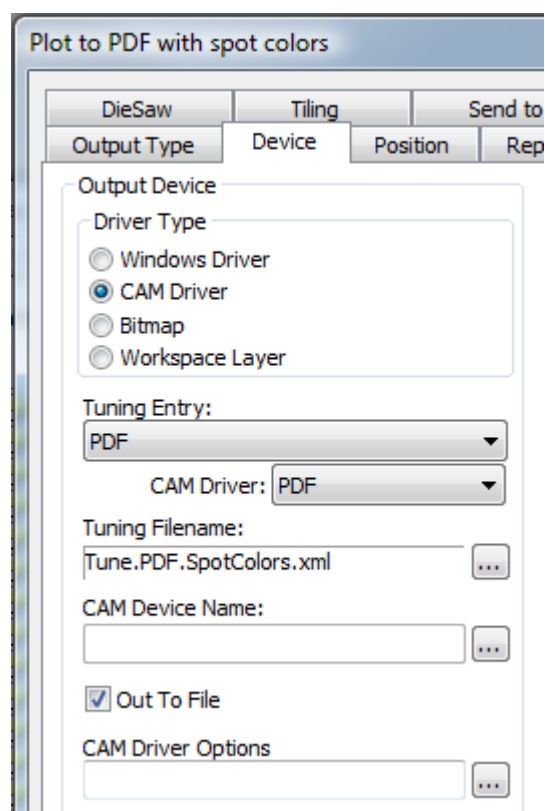 Plot to PDF with spot colors
DieSaw Tiling Send to
Output Type Device Position Rep
Output Device
Driver Type
Windows Driver
CAM Driver
Bitmap
Workspace Layer
Tuning Entry:
PDF
CAM Driver: PDF
Tuning Filename:
Tune.PDF.SpotColors.xml ...
CAM Device Name:
...
Out To File
CAM Driver Options
...